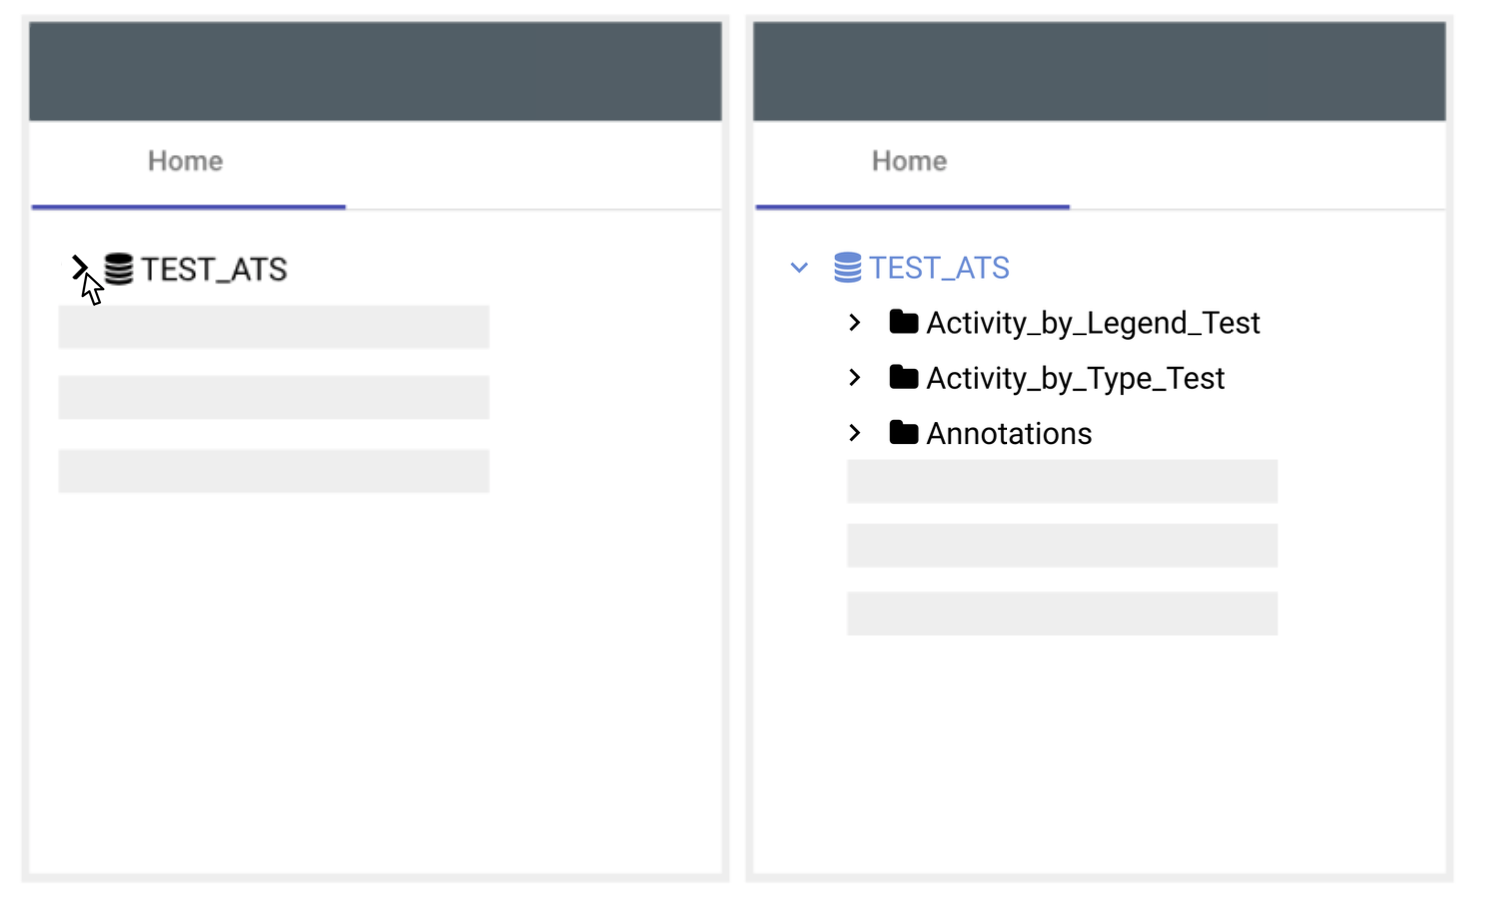 Home
TEST_ATS
Home
TEST_ATS
Activity_by_Legend_Test
Activity_by_Type_Test
Annotations